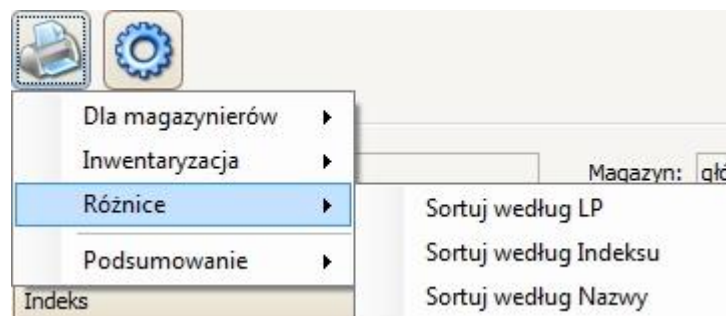 Dla magazynierów
Inwentaryzacja
Magazyn:
Różnice
Sortuj według LP
Podsumowanie
Sortuj według Indeksu
Indeks
Sortuj według Nazwy